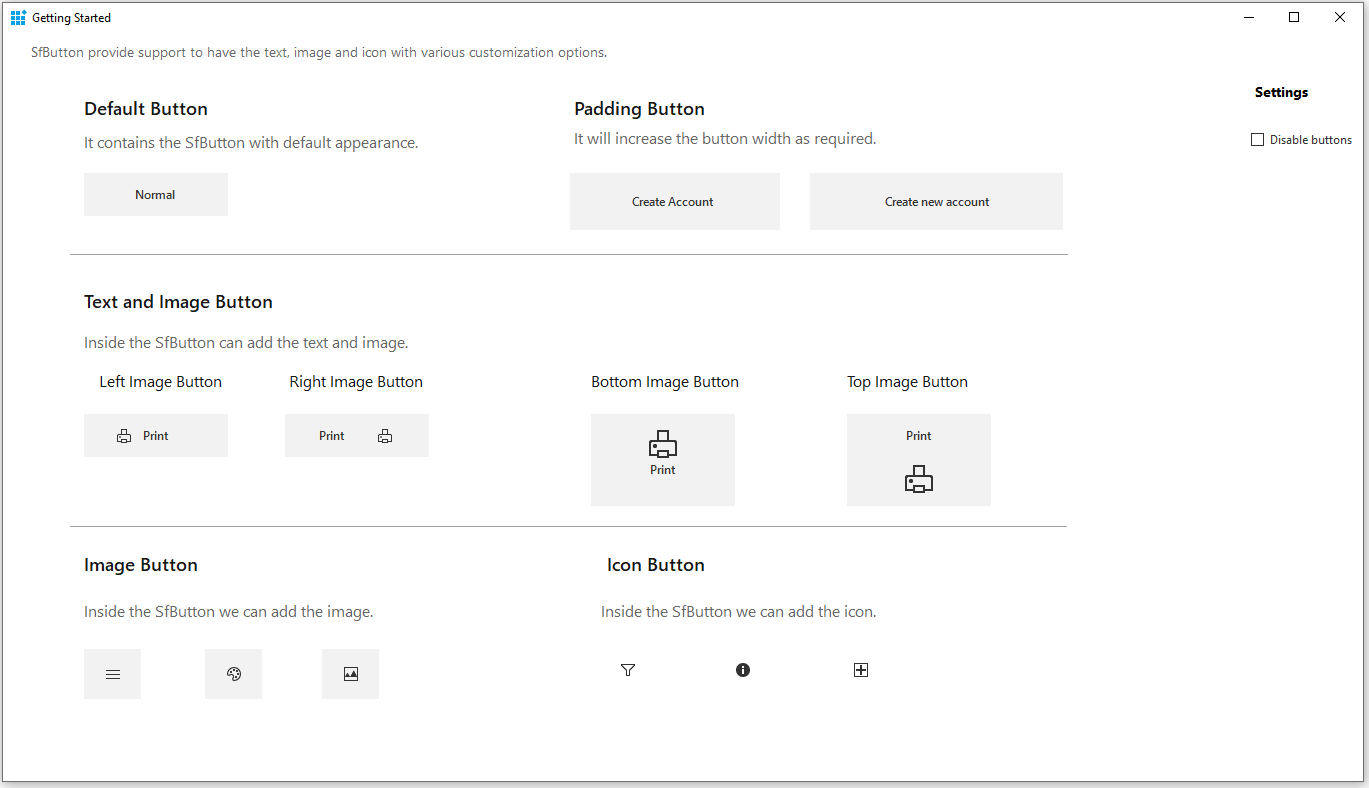 Getting Started
SfButton provide support to have the text, image and icon with various customization options.
Settings
Disable buttons
Default Button
It contains the SfButton with default appearance.
Normal
Padding Button
It will increase the button width as required.
Create Account
Create new account
Text and Image Button
Inside the SfButton can add the text and image.
Left Image Button
Right Image Button
Bottom Image Button
Top Image Button
Print
Print
Print
Print
Image Button
Inside the SfButton we can add the image.
Icon Button
Inside the SfButton we can add the icon.